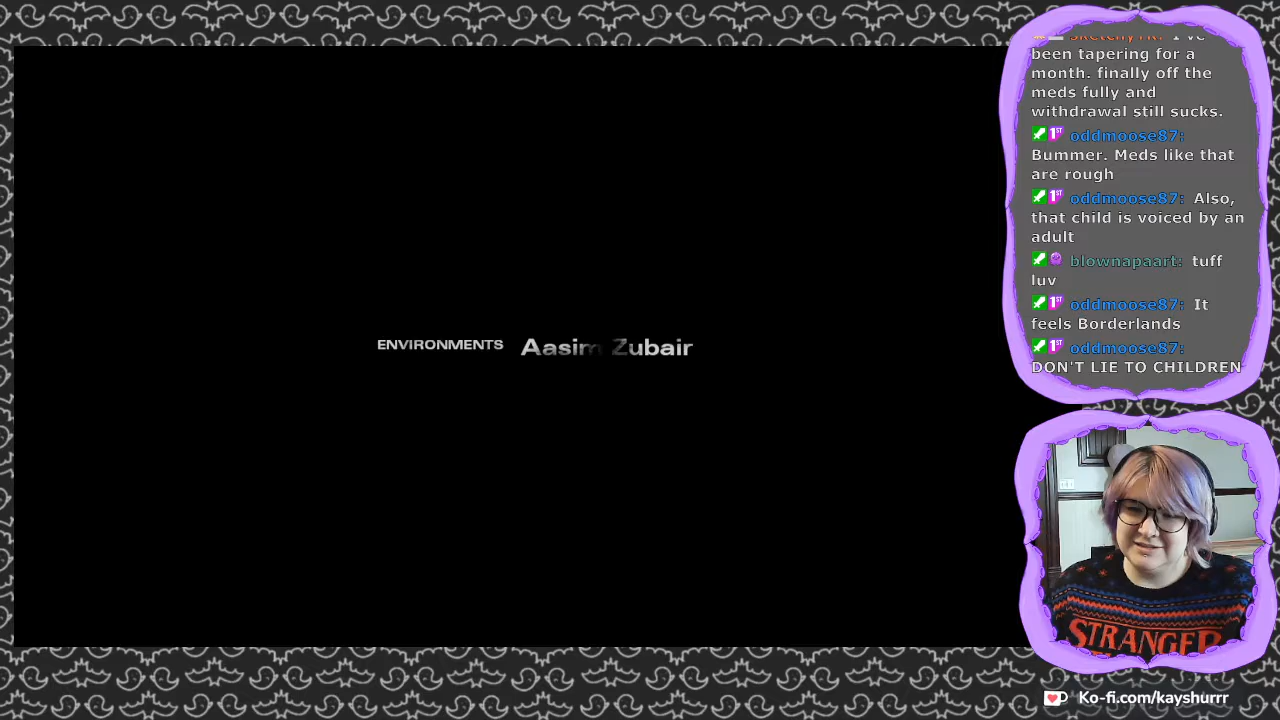 been tapering for a
month. finally off the
meds fully and
withdrawal still sucks.
oddmoose87:
Bummer. Meds like that
are rough
oddmoose87: Also,
that child is voiced by an
adult
blownapaart: tuff
luv
oddmoose87: It
feels Borderlands
oddmoose87:
DON'T LIE TO CHILDREN
ENVIRONMENTS Aasim Zubair
STRANGER
Ko-fi.com/kayshurrr